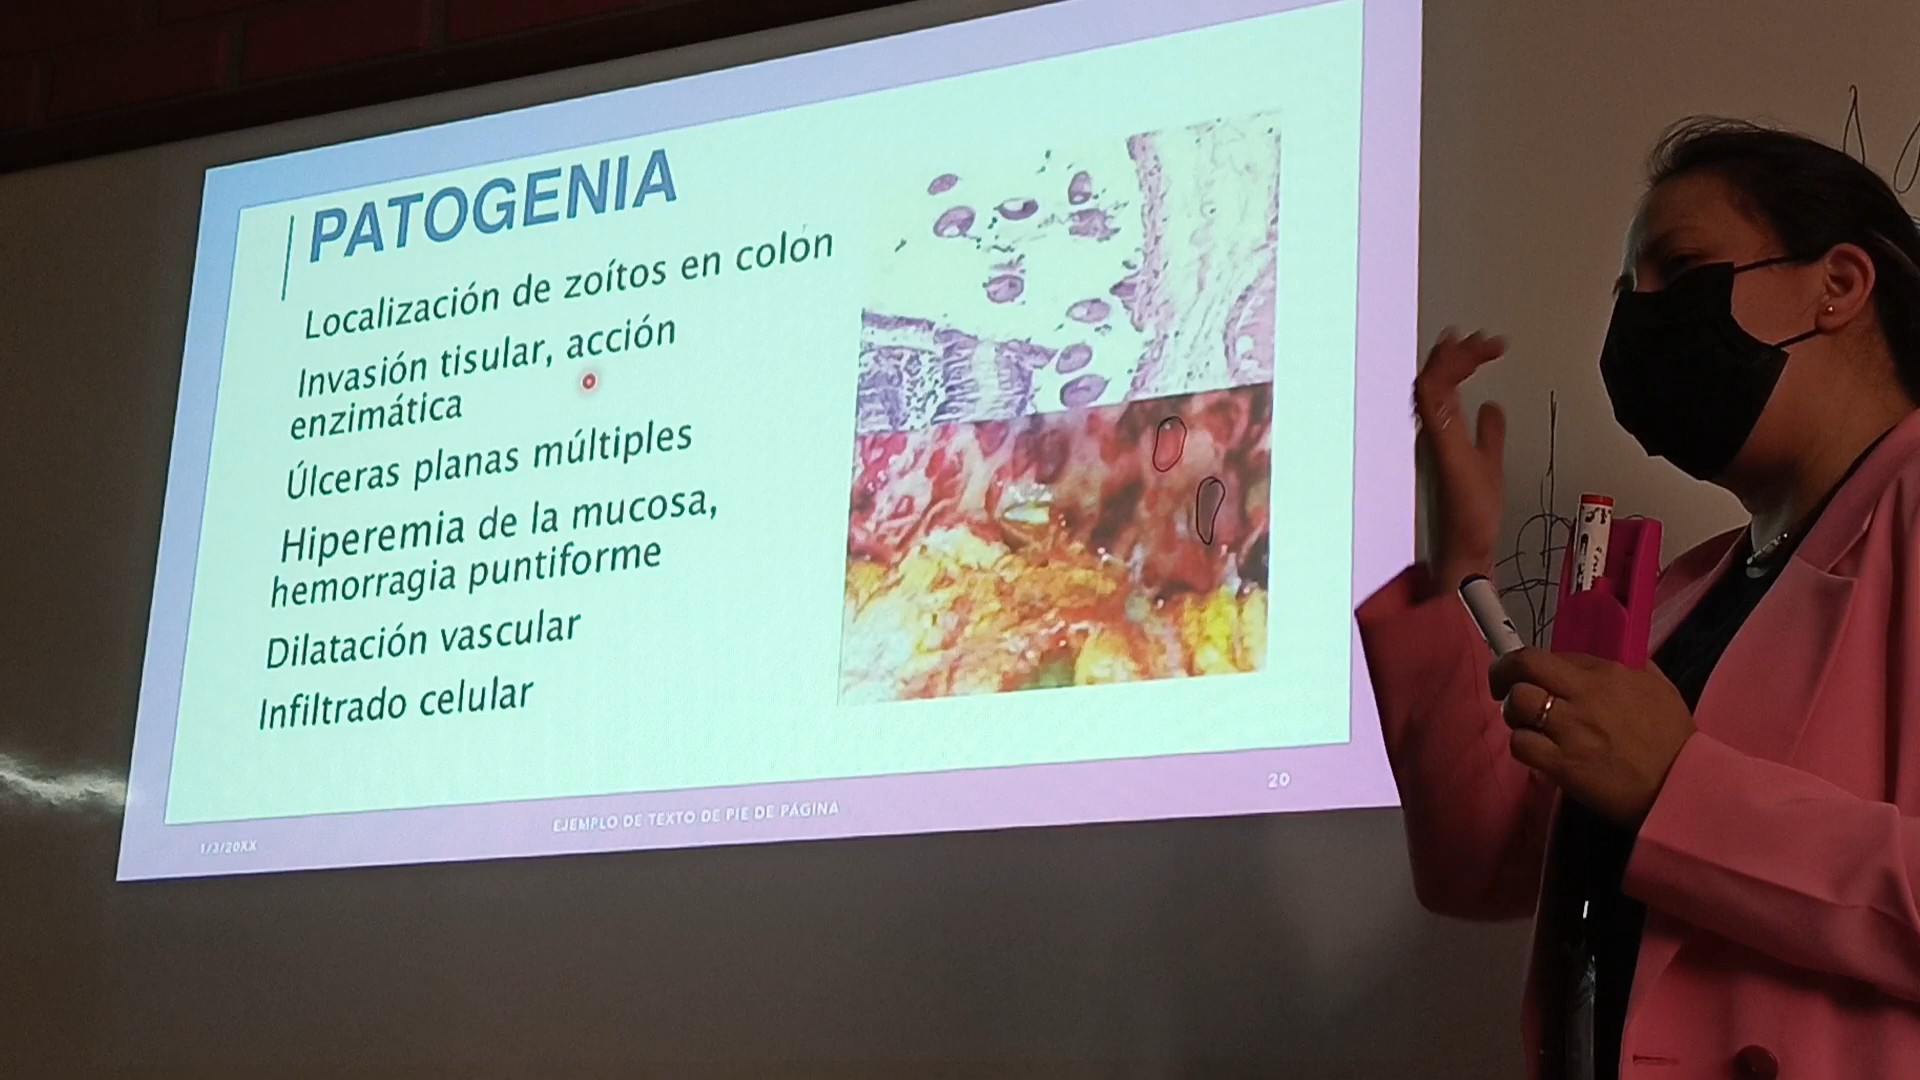 PATOGENIA
Localización de zoítos en colon
Invasión tisular, acción
enzimática
Úlceras planas múltiples
Hiperemia de la mucosa,
hemorragia puntiforme
Dilatación vascular
Infiltrado celular
1/3/20XX
EJEMPLO DE TEXTO DE PIE DE PÁGINA
20